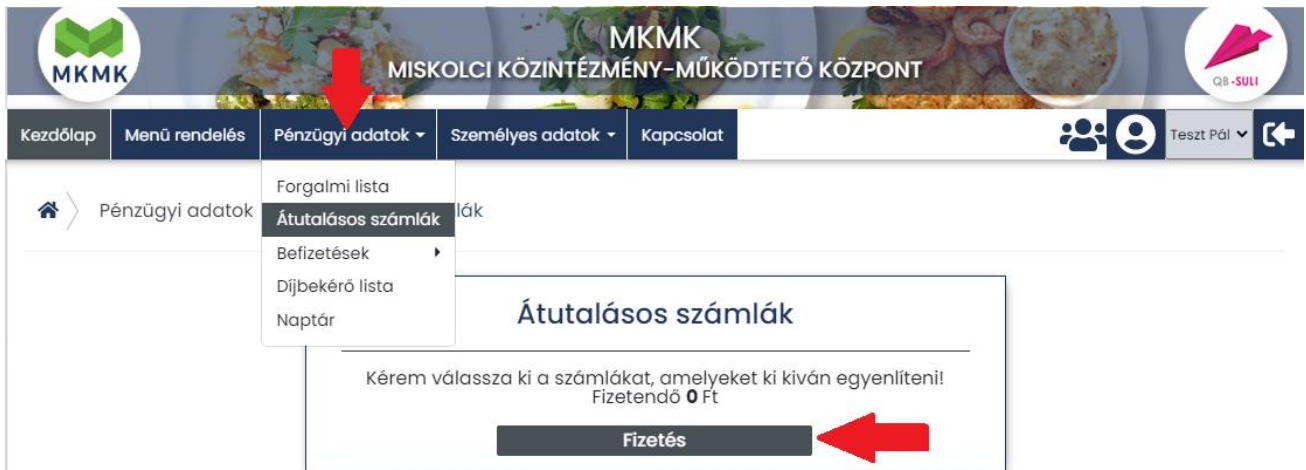 MKMK
MKMK
MISKOLCI KÖZINTÉZMÉNY-MŰKÖDTETŐ KÖZPONT
QB-SULI
Kezdőlap Menü rendelés Pénzügyi adatok Személyes adatok Kapcsolat Teszt Pál
Pénzügyi adatok lák
Forgalmi lista
Átutalásos számlák
Befizetések
Díjbekérő lista
Naptár
Átutalásos számlák
Kérem válassza ki a számlákat, amelyeket ki kiván egyenlíteni!
Fizetendő 0 Ft
Fizetés